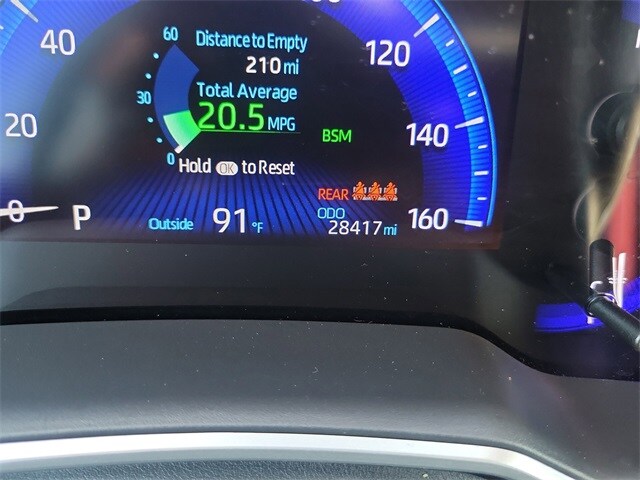 60
Distance to Empty
40
210 mi
120
Total Average
30
20.5 MPG
20
BSM
140
0
Hold OK to Reset
REAR
0
P
ODO
160
Outside
91 °F
28417 mi